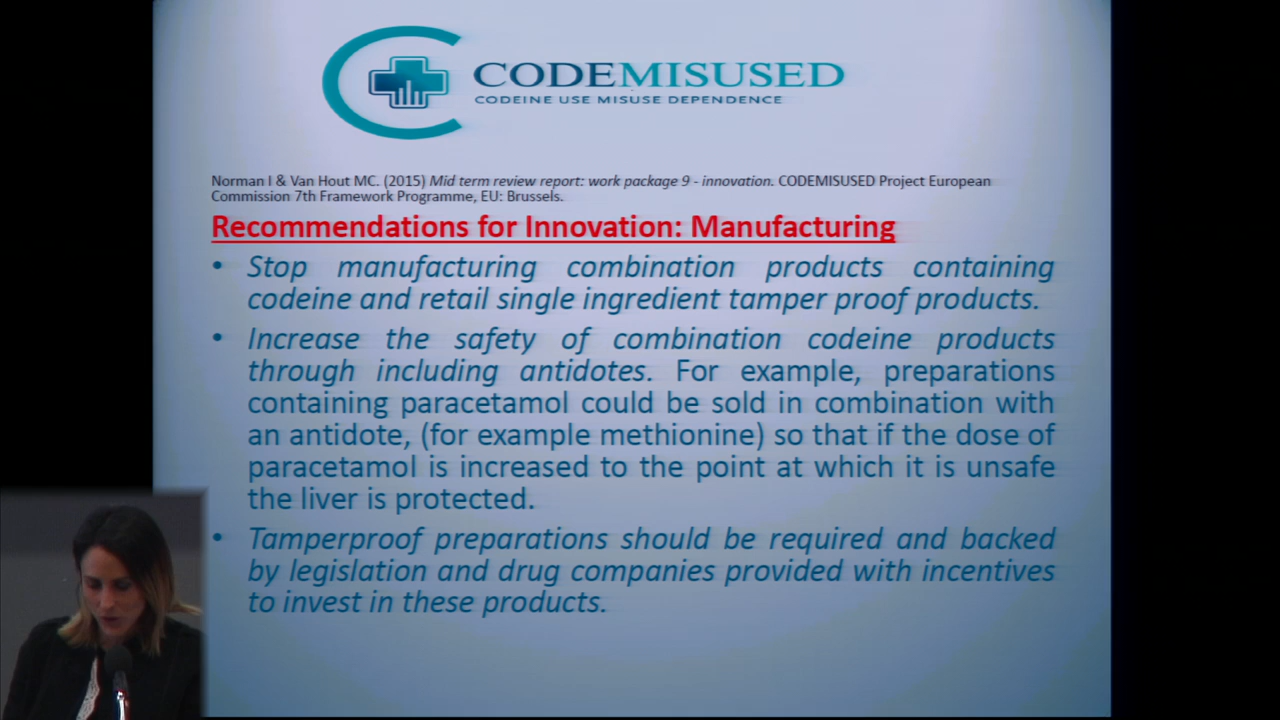 CODEMISUSED
CODEINE USE MISUSE DEPENDENCE
Norman I & Van Hout MC. (2015) Mid term review report: work package 9 - innovation. CODEMISUSED Project European
Commission 7th Framework Programme, EU: Brussels.
Recommendations for Innovation: Manufacturing
• Stop manufacturing combination products containing
codeine and retail single ingredient tamper proof products.
• Increase the safety of combination codeine products
through including antidotes. For example, preparations
containing paracetamol could be sold in combination with
an antidote, (for example methionine) so that if the dose of
paracetamol is increased to the point at which it is unsafe
the liver is protected.
• Tamperproof preparations should be required and backed
by legislation and drug companies provided with incentives
to invest in these products.